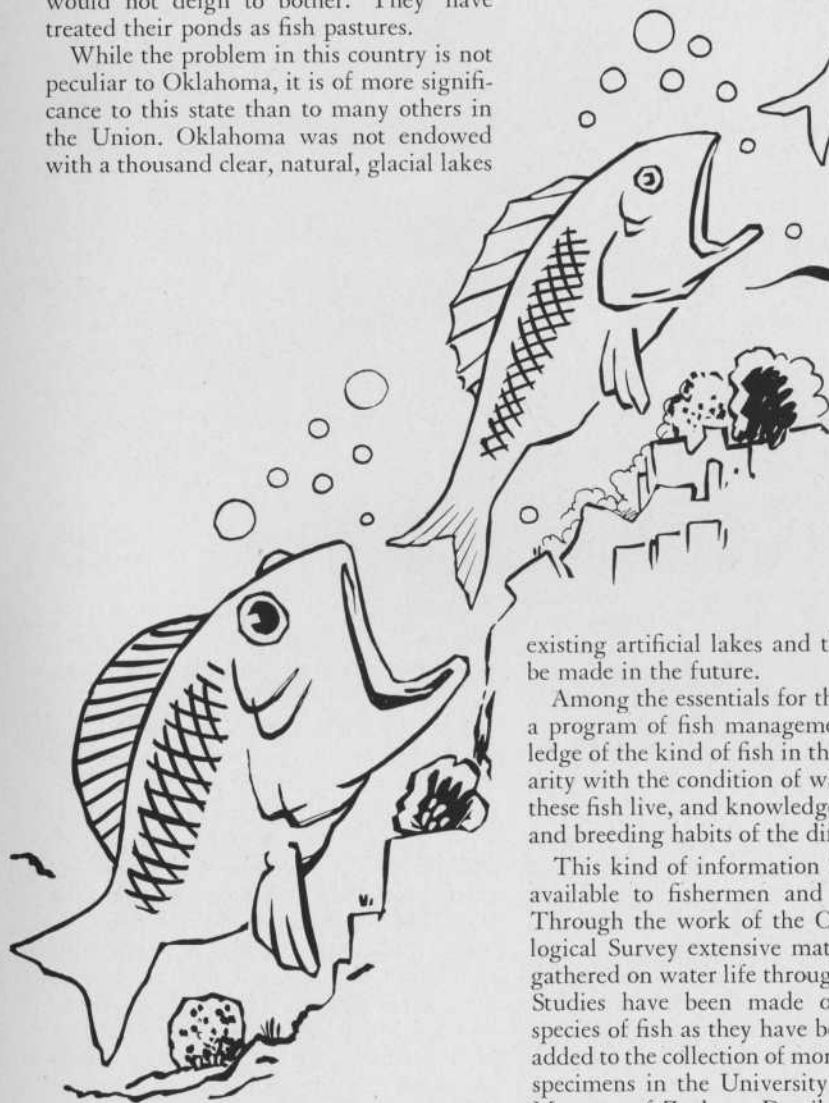 would not deign to bother. They have
treated their ponds as fish pastures.
While the problem in this country is not
peculiar to Oklahoma, it is of more signifi-
cance to this state than to many others in
the Union. Oklahoma was not endowed
with a thousand clear, natural, glacial lakes
existing artificial lakes and t
be made in the future.
Among the essentials for th
a program of fish manageme
ledge of the kind of fish in th
arity with the condition of w
these fish live, and knowledge
and breeding habits of the di
This kind of information
available to fishermen and
Through the work of the
logical Survey extensive mat
gathered on water life throug
Studies have been made o
species of fish as they have be
added to the collection of mor
specimens in the University